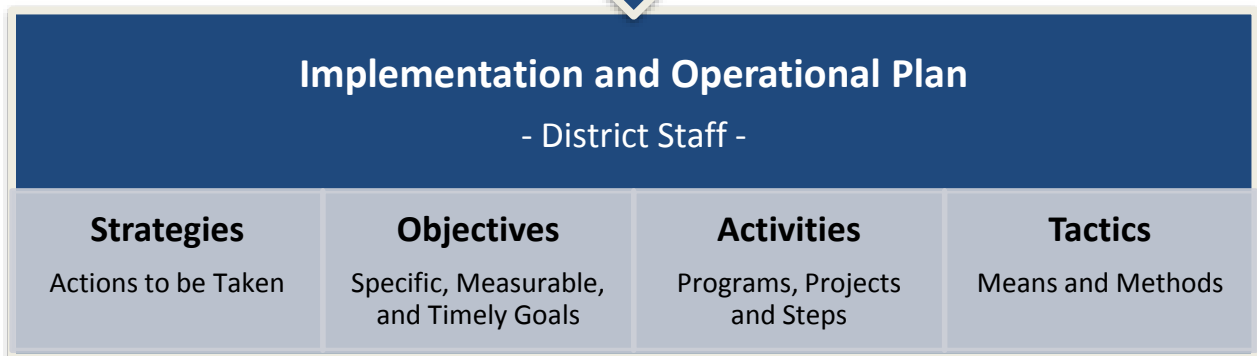 Implementation and Operational Plan
- District Staff -
Strategies
Actions to be Taken
Objectives
Specific, Measurable,
and Timely Goals
Activities
Programs, Projects
and Steps
Tactics
Means and Methods